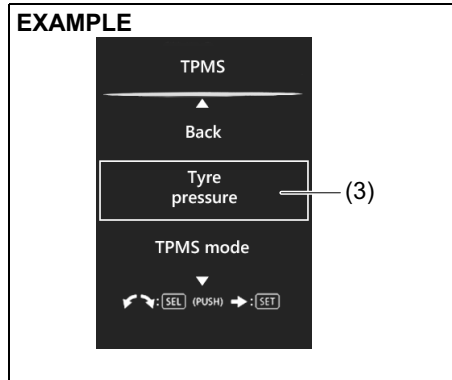 EXAMPLE
TPMS
Back
Tyre
pressure
(3)
TPMS mode
: SEL (PUSH) : SET